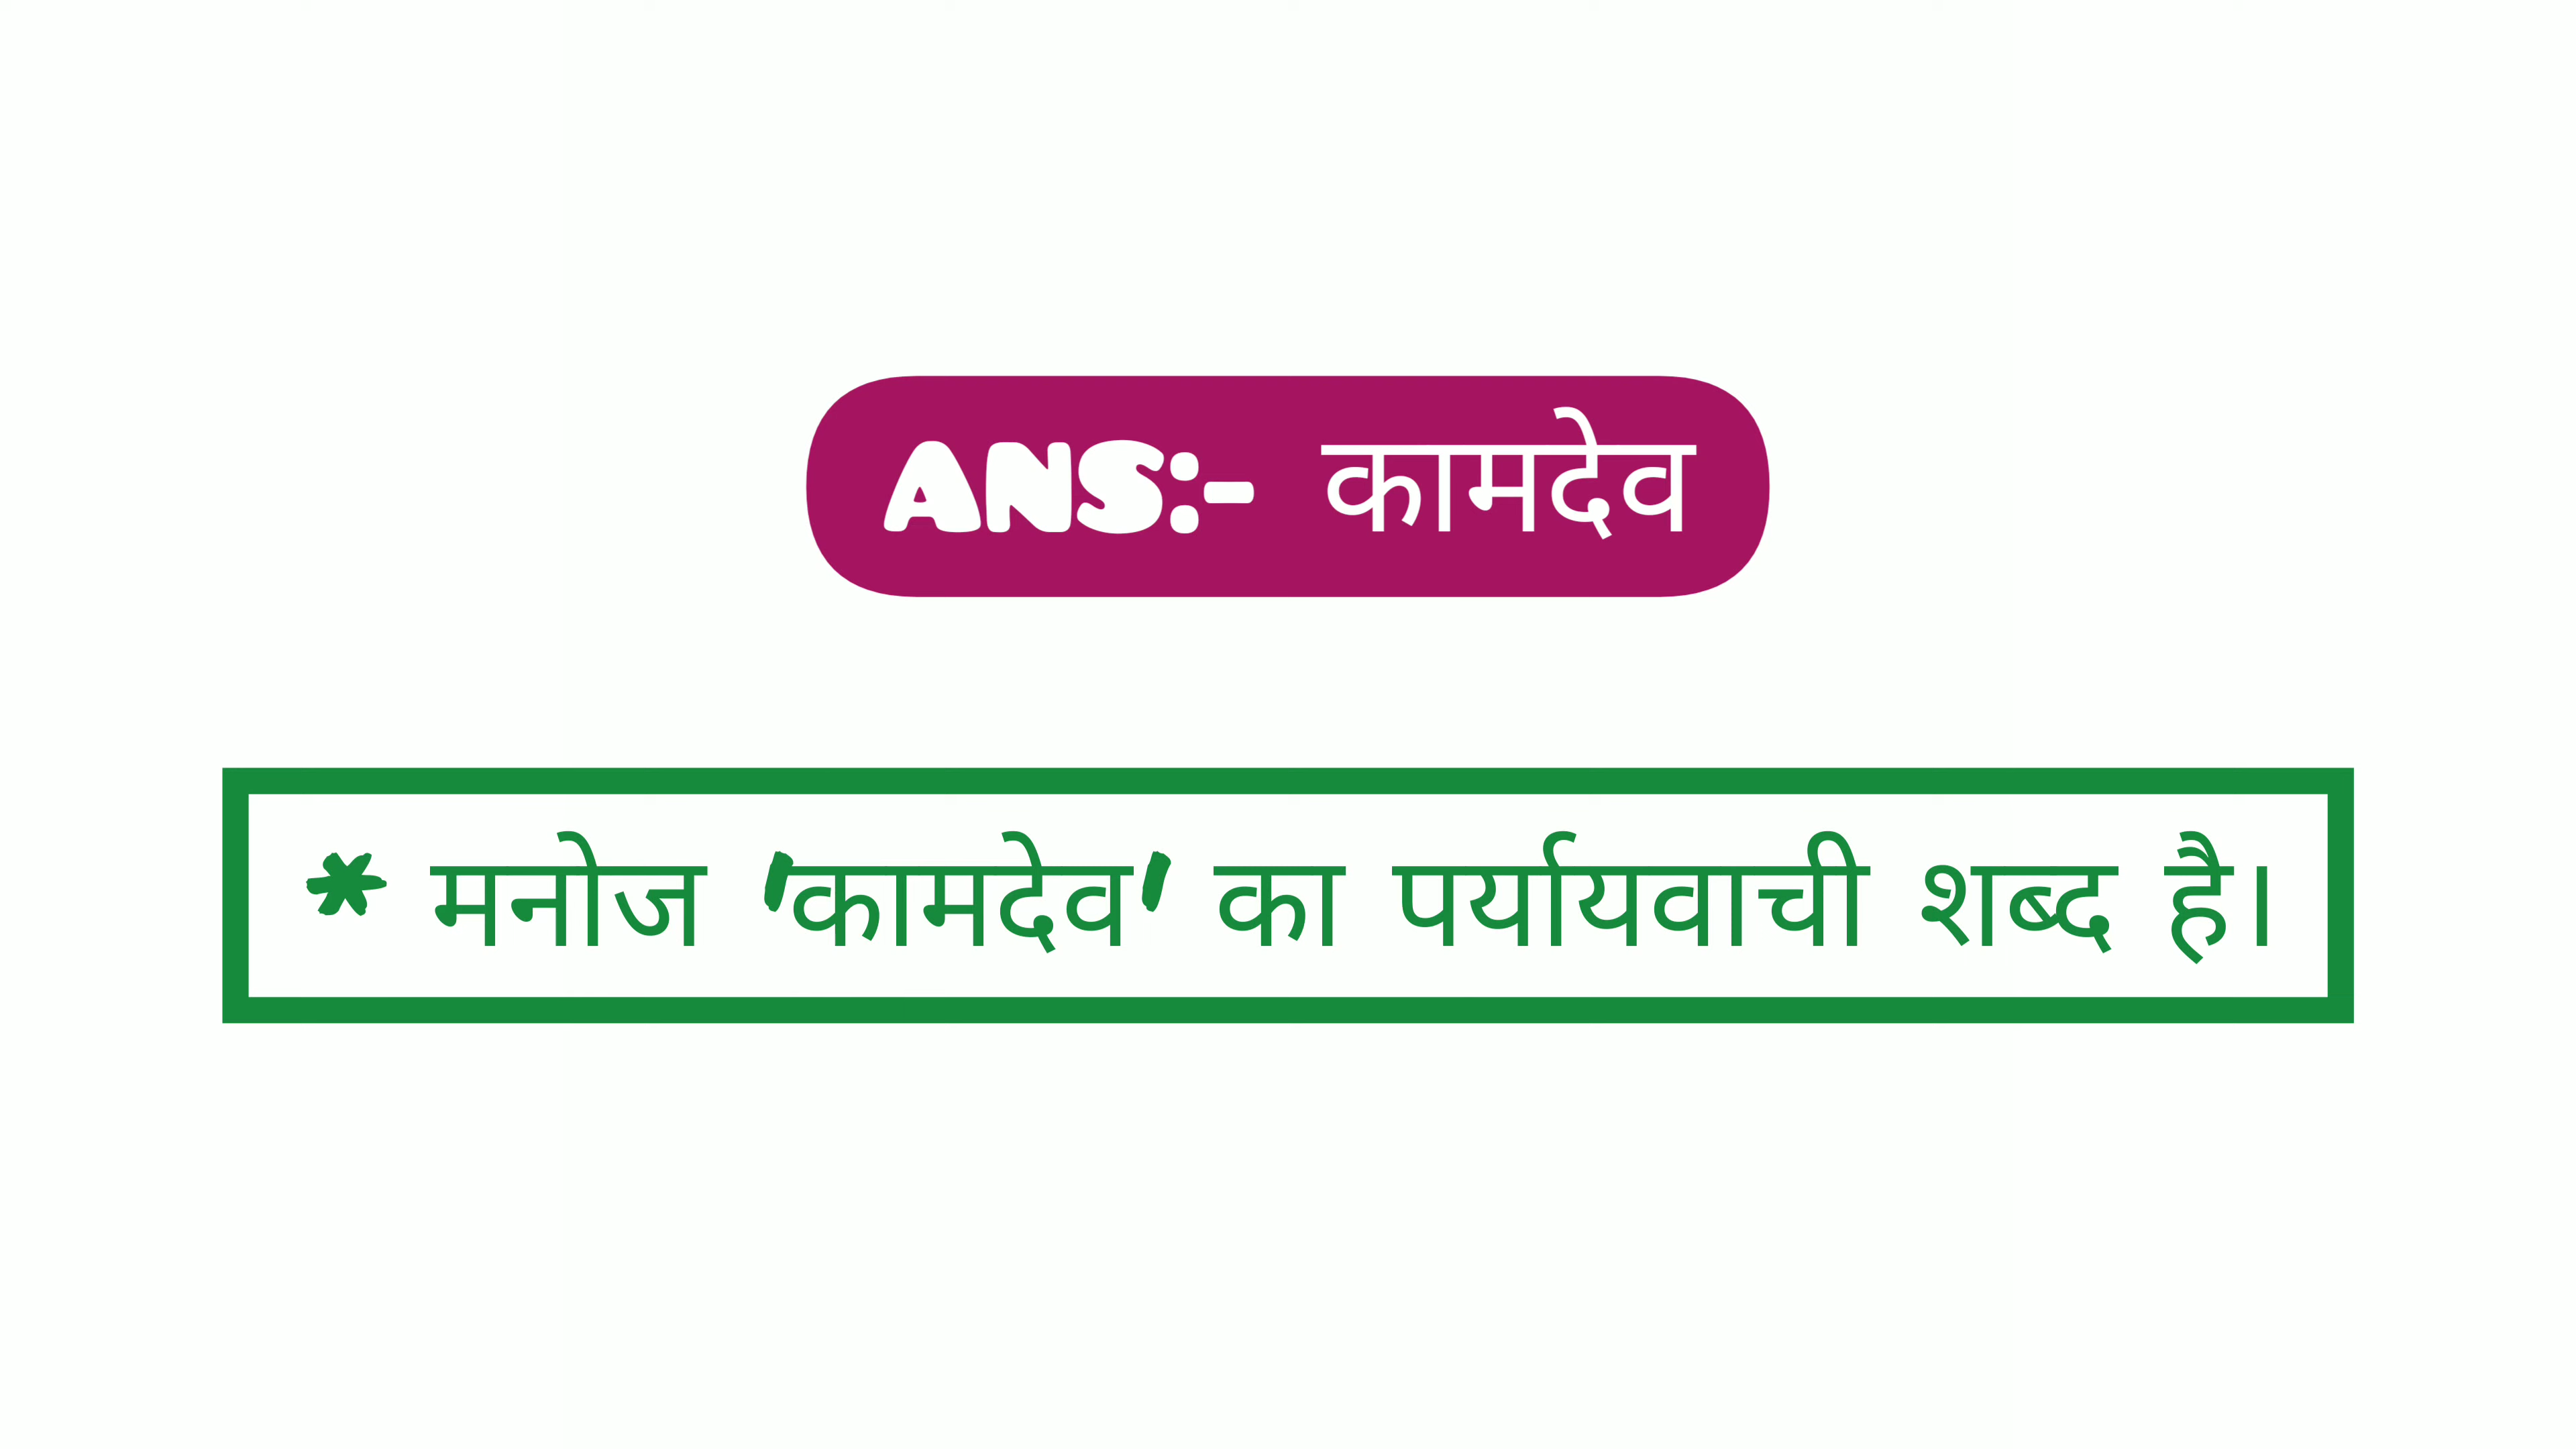 ANS:- कामदेव
* मनोज 'कामदेव' का पर्यायवाची शब्द है।